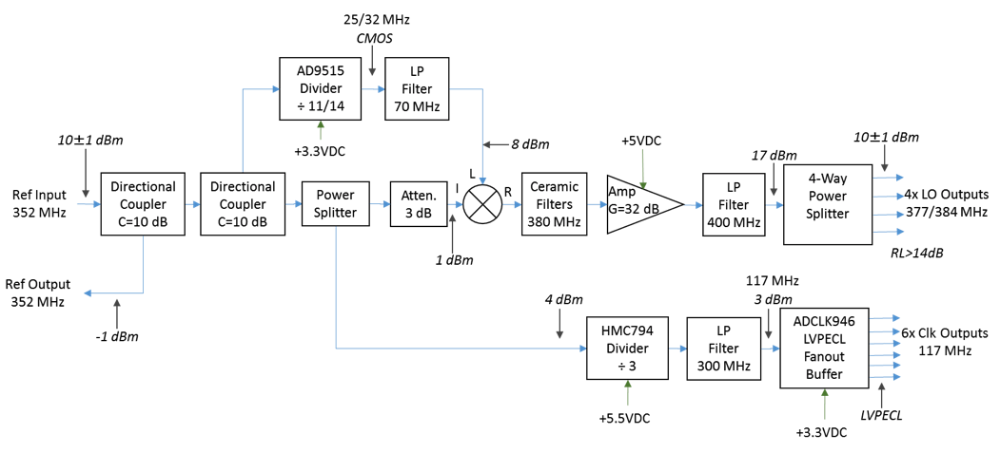 25/32 MHz
CMOS
AD9515
Divider
÷ 11/14
LP
Filter
70 MHz
+3.3VDC
10±1 dBm
8 dBm
+5VDC
17 dBm
10±1 dBm
Ref Input
352 MHz
Directional
Coupler
C=10 dB
Directional
Coupler
C=10 dB
Power
Splitter
Atten.
3 dB
I
L
R
1 dBm
Ceramic
Filters
380 MHz
Amp
G=32 dB
LP
Filter
400 MHz
4-Way
Power
Splitter
4x LO Outputs
377/384 MHz
RL>14dB
Ref Output
352 MHz
-1 dBm
4 dBm
HMC794
Divider
÷ 3
+5.5VDC
LP
Filter
300 MHz
117 MHz
3 dBm
ADCLK946
LVPECL
Fanout
Buffer
+3.3VDC
6x Clk Outputs
117 MHz
LVPECL